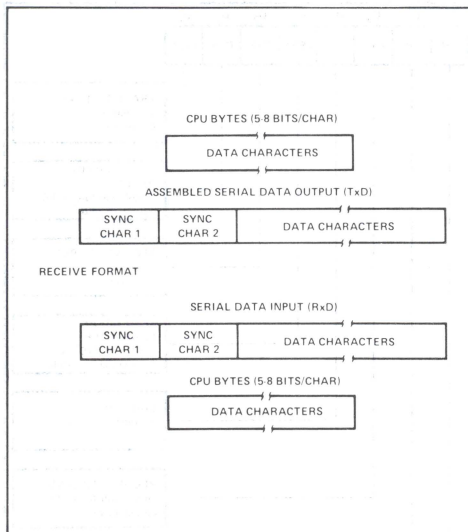 CPU BYTES (5-8 BITS/CHAR)
DATA CHARACTERS
ASSEMBLED SERIAL DATA OUTPUT (TxD)
SYNC CHAR 1
SYNC CHAR 2
DATA CHARACTERS
RECEIVE FORMAT
SERIAL DATA INPUT (RxD)
SYNC CHAR 1
SYNC CHAR 2
DATA CHARACTERS
CPU BYTES (5-8 BITS/CHAR)
DATA CHARACTERS